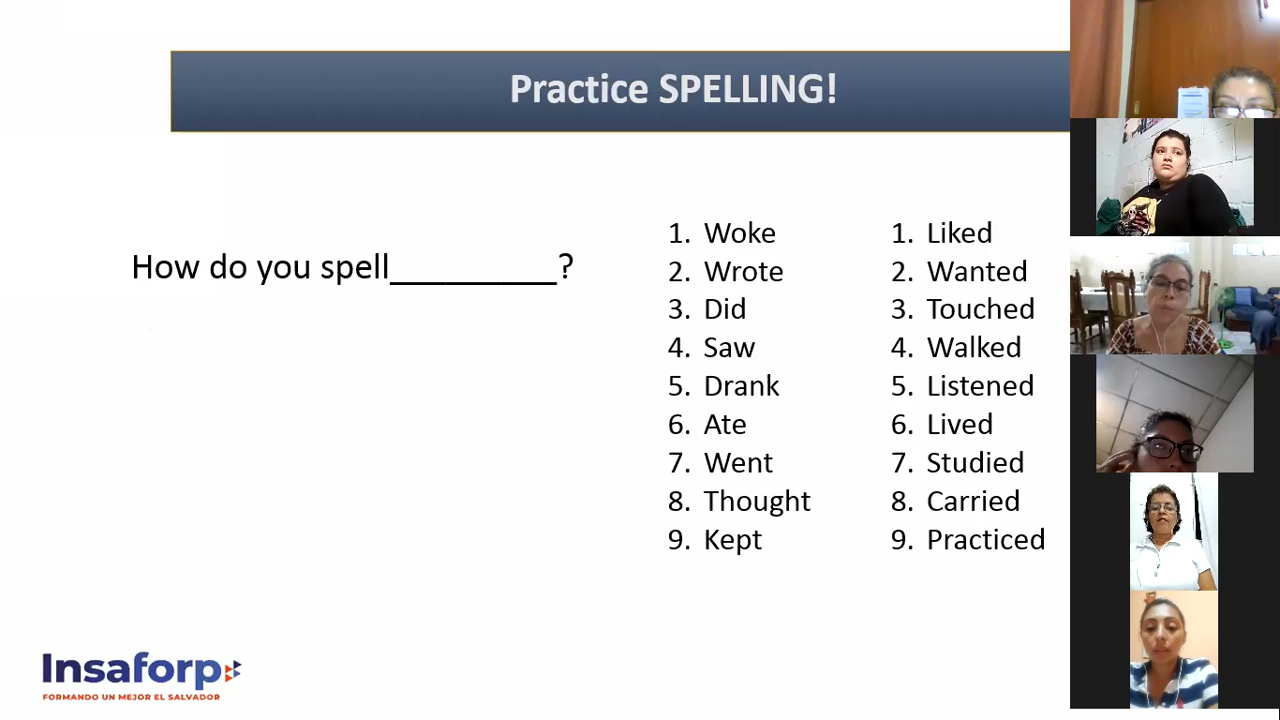 Practice SPELLING!
How do you spell_________?
1. Woke
2. Wrote
3. Did
4. Saw
5. Drank
6. Ate
7. Went
8. Thought
9. Kept
1. Liked
2. Wanted
3. Touched
4. Walked
5. Listened
6. Lived
7. Studied
8. Carried
9. Practiced
Insaforp
FORMANDO UN MEJOR EL SALVADOR